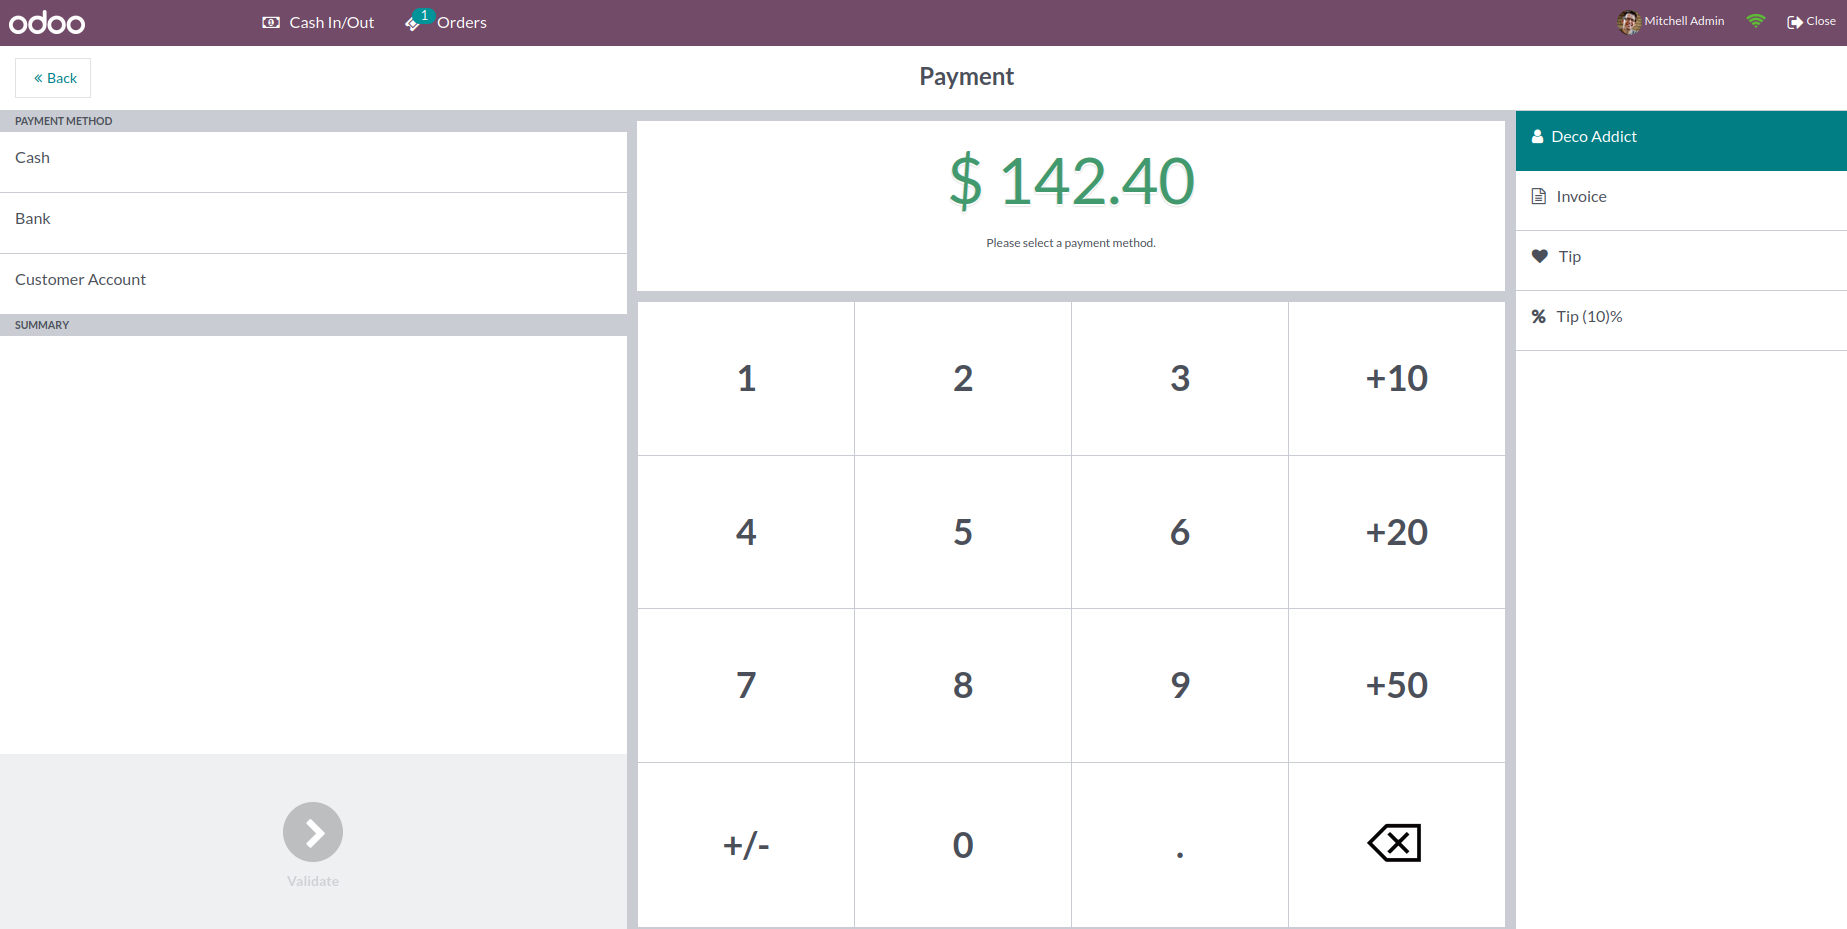 odoo
Cash In/Out
1
Orders
Mitchell Admin
Close
« Back
Payment
PAYMENT METHOD
Cash
Bank
Customer Account
SUMMARY
Validate
$ 142.40
Please select a payment method.
1 2 3 +10
4 5 6 +20
7 8 9 +50
+/- 0 .
Deco Addict
Invoice
Tip
% Tip (10)%